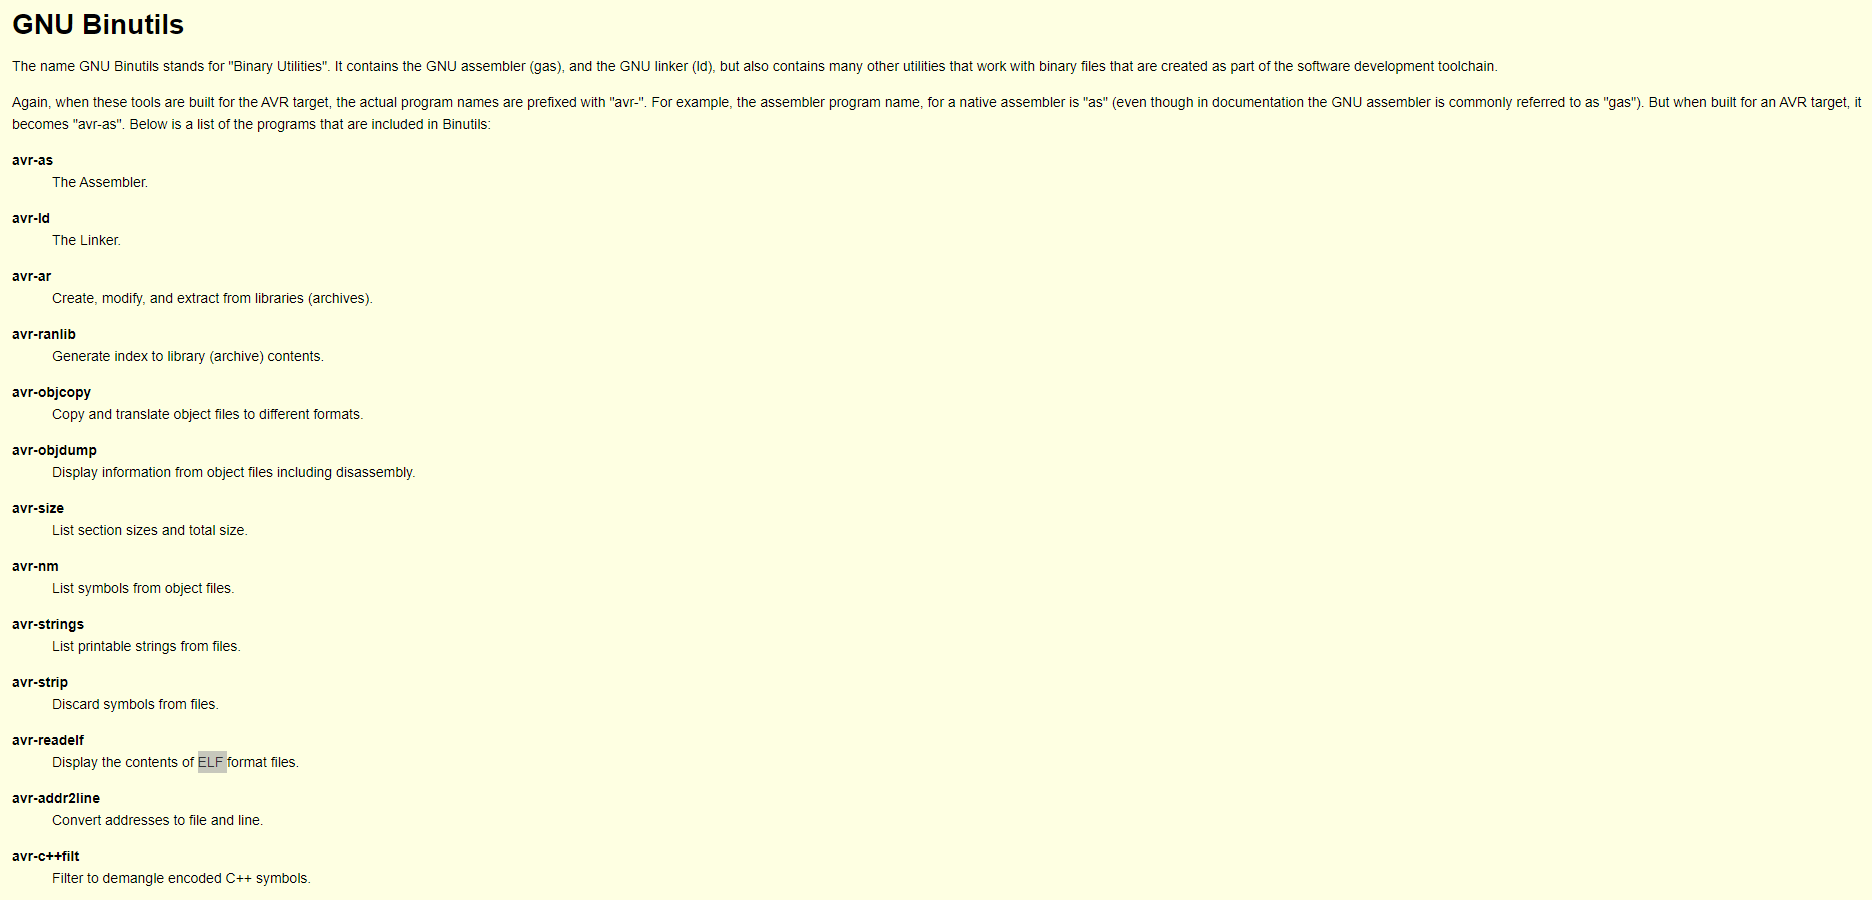 GNU Binutils
The name GNU Binutils stands for "Binary Utilities". It contains the GNU assembler (gas), and the GNU linker (ld), but also contains many other utilities that work with binary files that are created as part of the software development toolchain.
Again, when these tools are built for the AVR target, the actual program names are prefixed with "avr-". For example, the assembler program name, for a native assembler is "as" (even though in documentation the GNU assembler is commonly referred to as "gas"). But when built for an AVR target, it
becomes "avr-as". Below is a list of the programs that are included in Binutils:
avr-as
The Assembler.
avr-ld
The Linker.
avr-ar
Create, modify, and extract from libraries (archives).
avr-ranlib
Generate index to library (archive) contents.
avr-objcopy
Copy and translate object files to different formats.
avr-objdump
Display information from object files including disassembly.
avr-size
List section sizes and total size.
avr-nm
List symbols from object files.
avr-strings
List printable strings from files.
avr-strip
Discard symbols from files.
avr-readelf
Display the contents of ELF format files.
avr-addr2line
Convert addresses to file and line.
avr-c++filt
Filter to demangle encoded C++ symbols.